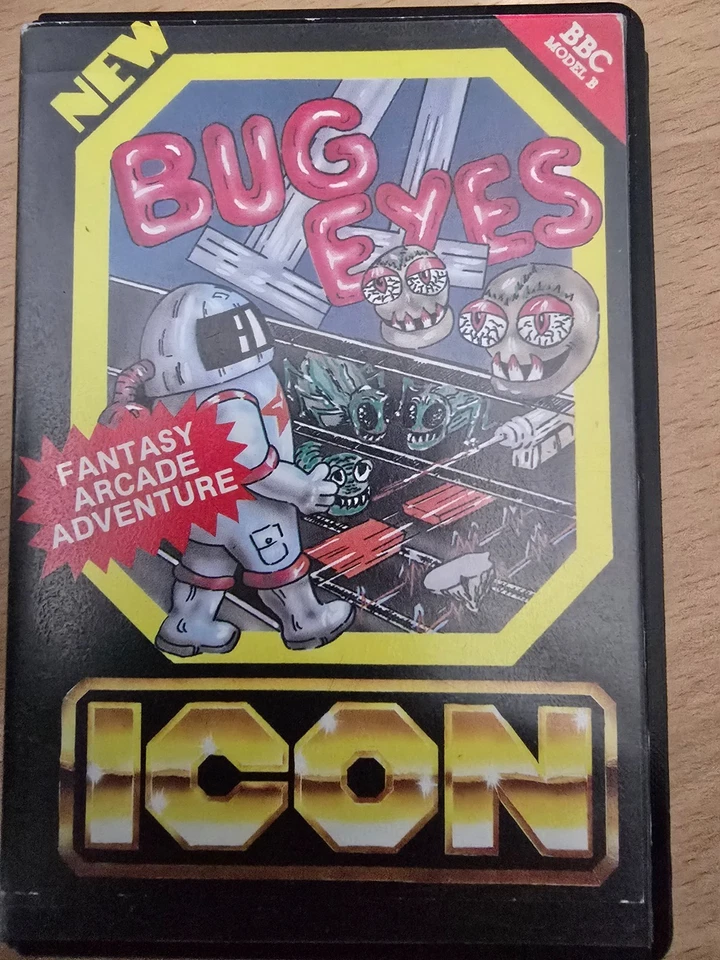 NEW
BBC
MODEL B
BUG
EYES
FANTASY
ARCADE
ADVENTURE
ICON